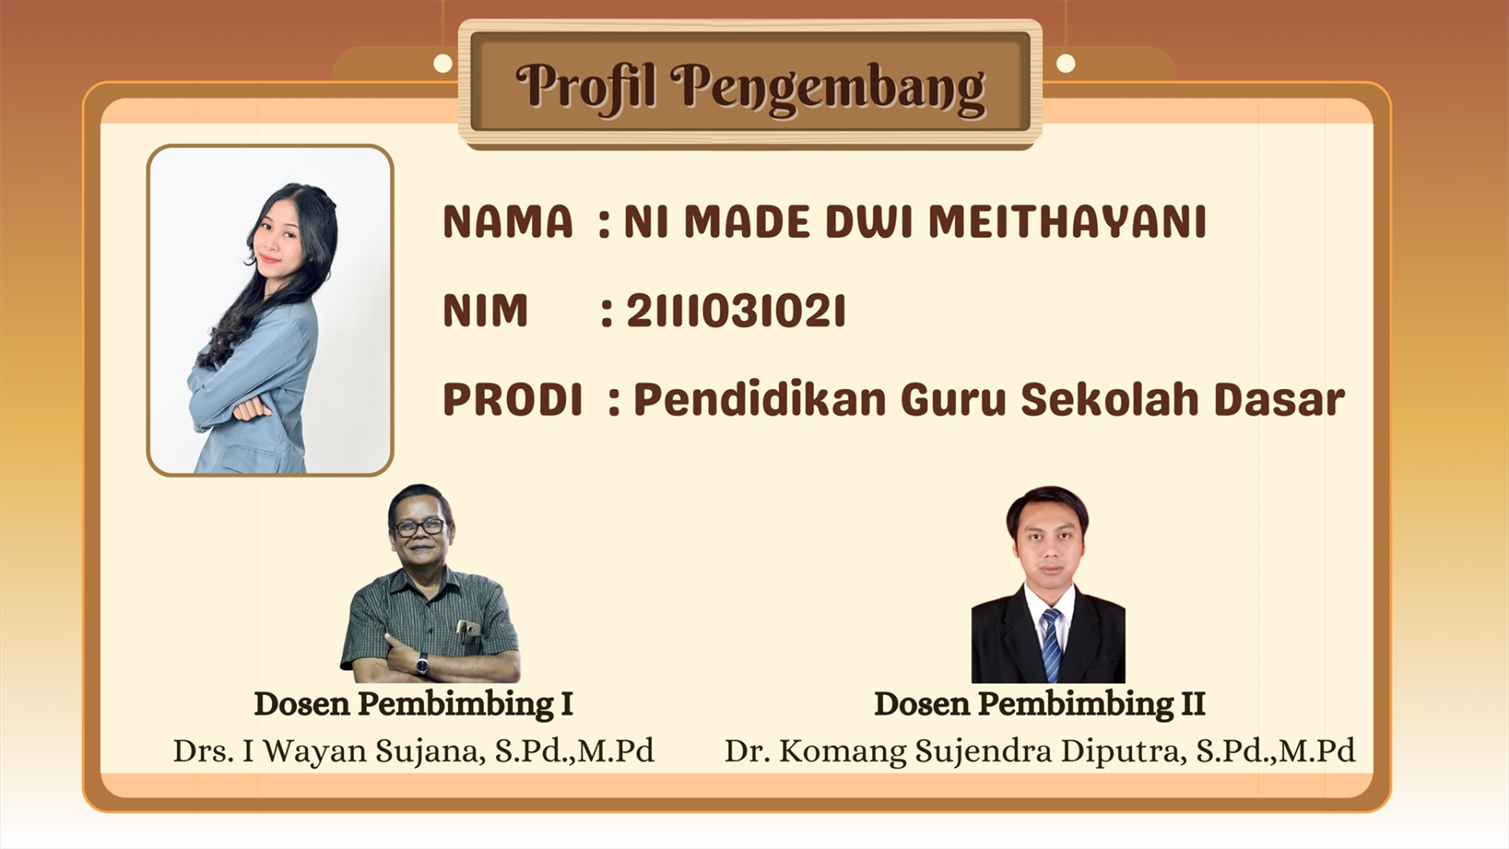 Profil Pengembang
NAMA : NI MADE DWI MEITHAYANI
NIM : 2111031021
PRODI : Pendidikan Guru Sekolah Dasar
Dosen Pembimbing I
Drs. I Wayan Sujana, S.Pd.,M.Pd
Dosen Pembimbing II
Dr. Komang Sujendra Diputra, S.Pd.,M.Pd